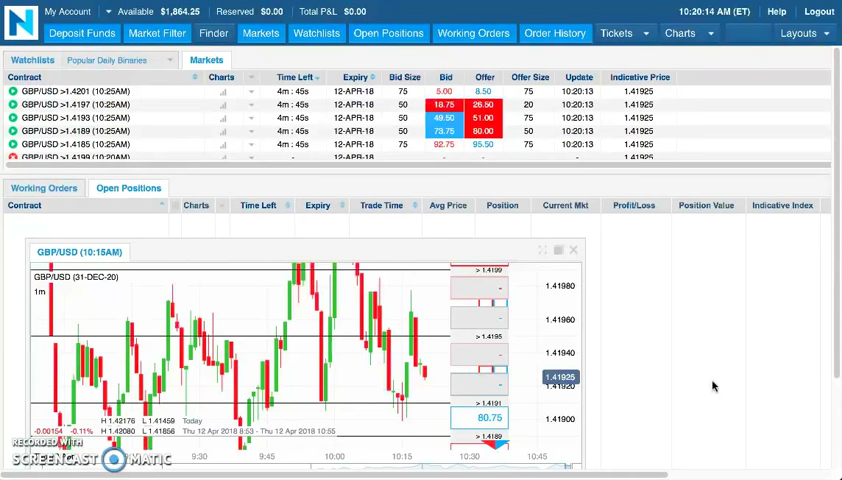 My Account Available $1,864.25 Reserved $0.00 Total P&L $0.00 10:20:14 AM (ET) Help Logout
Deposit Funds Market Filter Finder Markets Watchlists Open Positions Working Orders Order History Tickets Charts Layouts
Watchlists Popular Daily Binaries Markets
Contract Charts Time Left Expiry Bid Size Bid Offer Offer Size Update Indicative Price
GBP/USD >1.4201 (10:25AM) 4m : 45s 12-APR-18 75 5.00 8.50 75 10:20:13 1.41925
GBP/USD >1.4197 (10:25AM) 4m : 45s 12-APR-18 50 18.75 26.50 20 10:20:13 1.41925
GBP/USD >1.4193 (10:25AM) 4m : 45s 12-APR-18 50 49.50 51.00 75 10:20:13 1.41925
GBP/USD >1.4189 (10:25AM) 4m : 45s 12-APR-18 50 73.75 80.00 50 10:20:13 1.41925
GBP/USD >1.4185 (10:25AM) 4m : 45s 12-APR-18 75 92.75 95.50 75 10:20:13 1.41925
GBP/USD >1.4199 (10:20AM) - 12-APR-18 - - - - - 1.41925
Working Orders Open Positions
Contract Charts Time Left Expiry Trade Time Avg Price Position Current Mkt Profit/Loss Position Value Indicative Index
GBP/USD (10:15AM)
> 1.4199
GBP/USD (31-DEC-20)
1.41980
1m
1.41960
> 1.4195
1.41940
1.41925
1.41920
> 1.4191
80.75
1.41900
H 1.42176 L 1.41459 Today
-0.00154 -0.11% H 1.42080 L 1.41856 Thu 12 Apr 2018 8:53 - Thu 12 Apr 2018 10:55
> 1.4189
RECORDED WITH
SCREENCAST MATIC
9:30 9:45 10:00 10:15 10:30 10:45